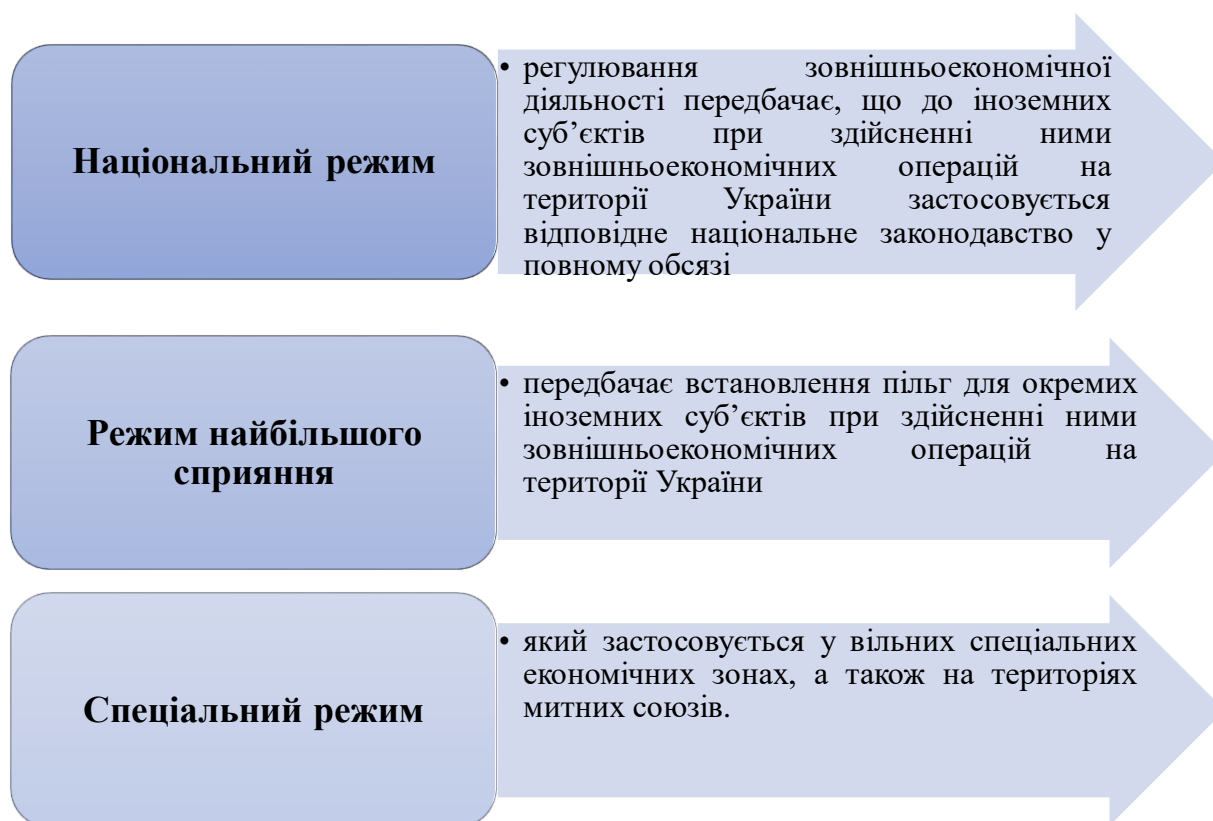 Національний режим
• регулювання зовнішньоекономічної
діяльності передбачає, що до іноземних
суб’єктів при здійсненні ними
зовнішньоекономічних операцій на
території України застосовується
відповідне національне законодавство у
повному обсязі
Режим найбільшого
сприяння
• передбачає встановлення пільг для окремих
іноземних суб’єктів при здійсненні ними
зовнішньоекономічних операцій на
території України
Спеціальний режим
• який застосовується у вільних спеціальних
економічних зонах, а також на територіях
митних союзів.